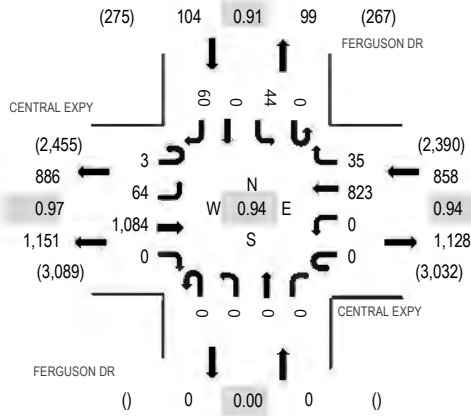 (275) 104 0.91 99 (267)
FERGUSON DR
CENTRAL EXPY
60 0 44 0
(2,455) (2,390)
3 35
886 858
64 823
N
0.97 W 0.94 E 0.94
1,084 0
S
1,151 1,128
0 0
(3,089) (3,032)
0 0 0 0
CENTRAL EXPY
FERGUSON DR
() 0 0.00 0 ()